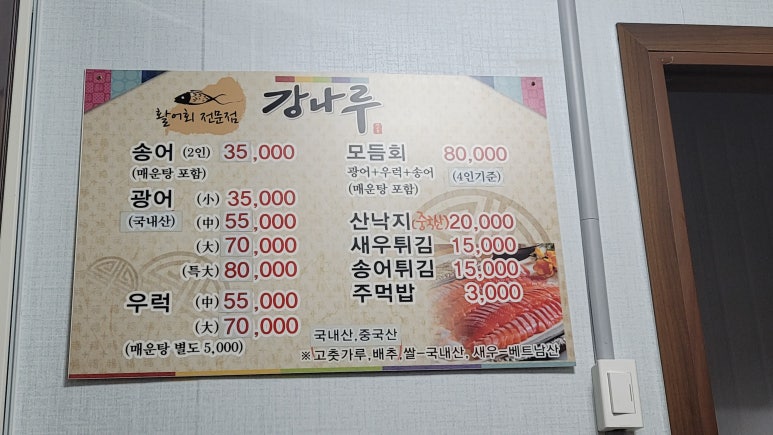 활어회 전문점
강나루
송어 (2인) 35,000
(매운탕 포함)
광어 (小) 35,000
(국내산) (中) 55,000
(大) 70,000
(特大) 80,000
우럭 (中) 55,000
(大) 70,000
(매운탕 별도 5,000)
모듬회 80,000
광어+우럭+송어 (4인기준)
(매운탕 포함)
산낙지(중국산)20,000
새우튀김 15,000
송어튀김 15,000
주먹밥 3,000
국내산,중국산
※고춧가루,배추,쌀-국내산, 새우-베트남산